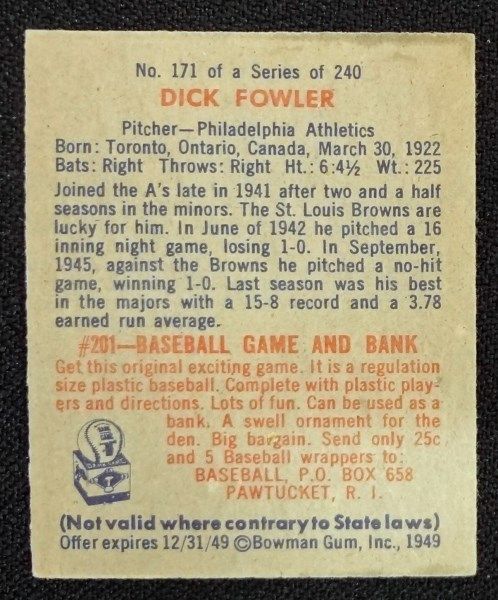 No. 171 of a Series of 240
DICK FOWLER
Pitcher—Philadelphia Athletics
Born: Toronto, Ontario, Canada, March 30, 1922
Bats: Right Throws: Right Ht.: 6:4½ Wt.: 225
Joined the A's late in 1941 after two and a half
seasons in the minors. The St. Louis Browns are
lucky for him. In June of 1942 he pitched a 16
inning night game, losing 1-0. In September,
1945, against the Browns he pitched a no-hit
game, winning 1-0. Last season was his best
in the majors with a 15-8 record and a 3.78
earned run average.
#201—BASEBALL GAME AND BANK
Get this original exciting game. It is a regulation
size plastic baseball. Complete with plastic play-
ers and directions. Lots of fun. Can be used as a
bank. A swell ornament for the
den. Big bargain. Send only 25c
and 5 Baseball wrappers to:
BASEBALL, P.O. BOX 658
PAWTUCKET, R. I.
(Not valid where contrary to State laws)
Offer expires 12/31/49 ©Bowman Gum, Inc., 1949